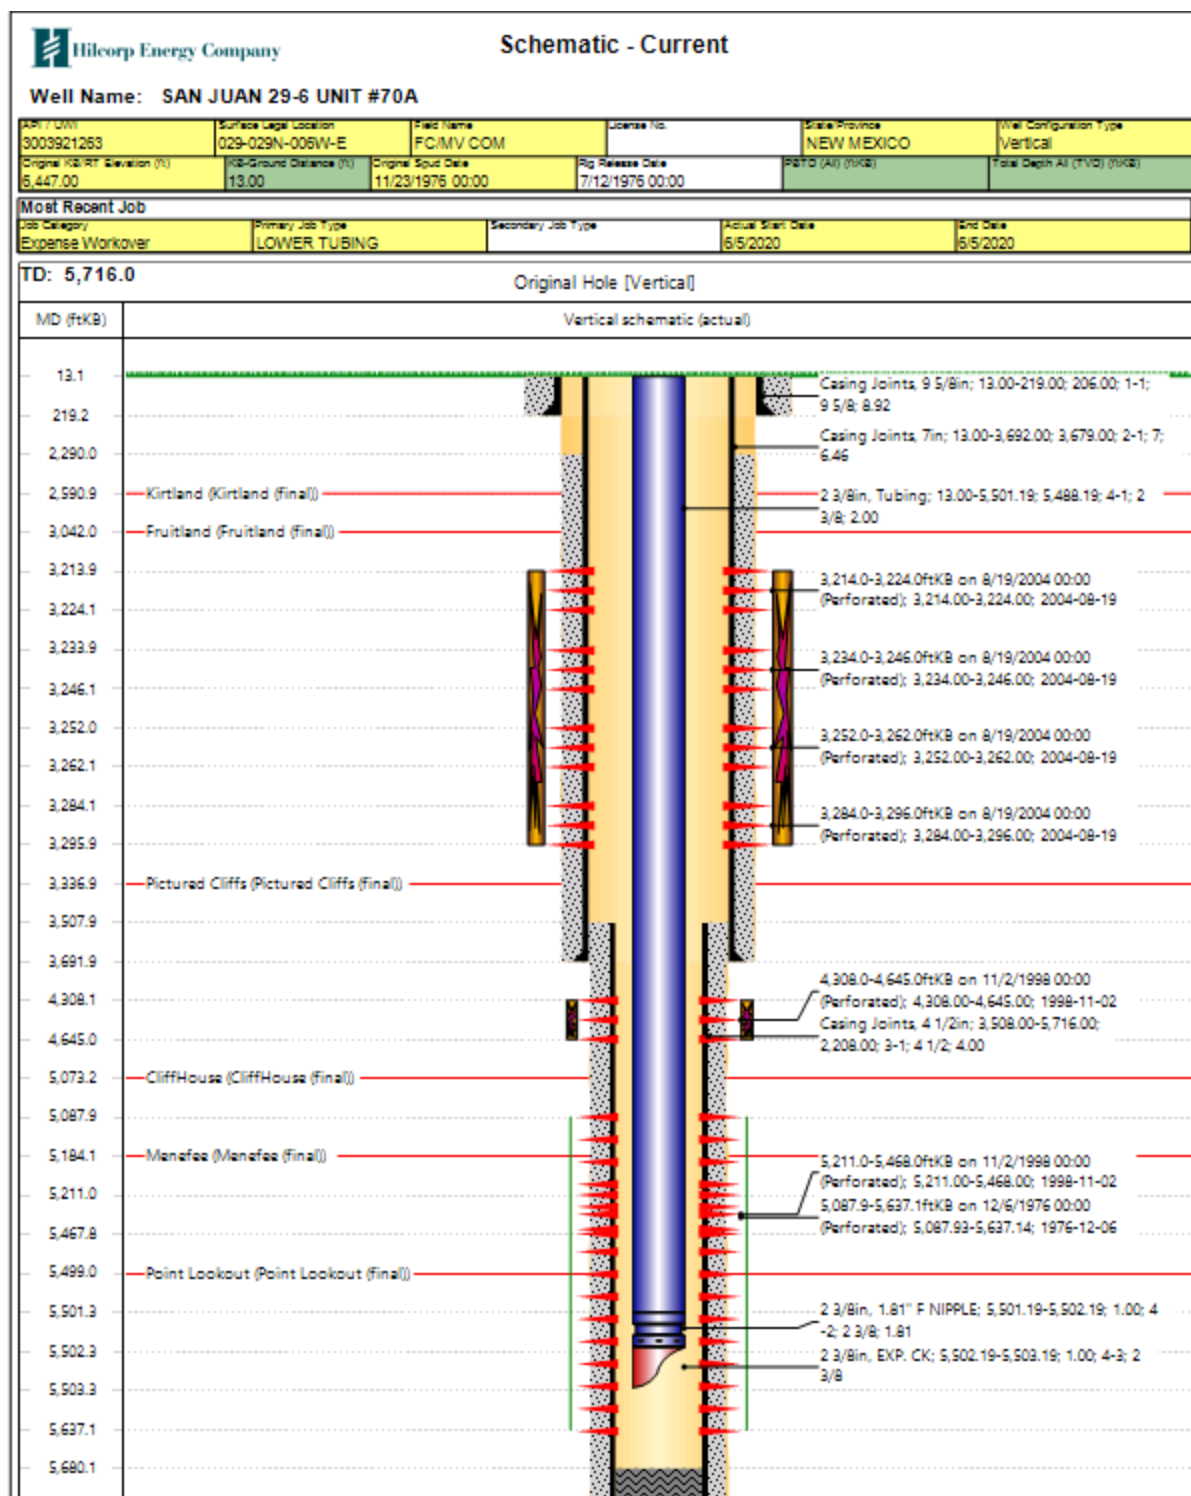 Hilcorp Energy Company
Schematic - Current
Well Name: SAN JUAN 29-6 UNIT #70A
API / UWI
Surface Legal Location
Field Name
License No.
State/Province
Well Configuration Type
3003921263
029-029N-006W-E
FC/MV COM
NEW MEXICO
Vertical
Original KB/RT Elevation (ft)
KB-Ground Distance (ft)
Original Spud Date
Rig Release Date
PBTD (All) (ftKB)
Total Depth All (TVD) (ftKB)
6,447.00
13.00
11/23/1976 00:00
7/12/1976 00:00
Most Recent Job
Job Category
Primary Job Type
Secondary Job Type
Actual Start Date
End Date
Expense Workover
LOWER TUBING
6/5/2020
6/5/2020
TD: 5,716.0
Original Hole [Vertical]
MD (ftKB)
Vertical schematic (actual)
13.1
Casing Joints, 9 5/8in; 13.00-219.00; 206.00; 1-1;
9 5/8; 8.92
219.2
Casing Joints, 7in; 13.00-3,692.00; 3,679.00; 2-1; 7;
6.46
2,290.0
2,590.9
Kirtland (Kirtland (final))
2 3/8in, Tubing; 13.00-5,501.19; 5,488.19; 4-1; 2
3/8; 2.00
3,042.0
Fruitland (Fruitland (final))
3,213.9
3,214.0-3,224.0ftKB on 8/19/2004 00:00
(Perforated); 3,214.00-3,224.00; 2004-08-19
3,224.1
3,233.9
3,234.0-3,246.0ftKB on 8/19/2004 00:00
(Perforated); 3,234.00-3,246.00; 2004-08-19
3,246.1
3,252.0
3,252.0-3,262.0ftKB on 8/19/2004 00:00
(Perforated); 3,252.00-3,262.00; 2004-08-19
3,262.1
3,284.1
3,284.0-3,296.0ftKB on 8/19/2004 00:00
(Perforated); 3,284.00-3,296.00; 2004-08-19
3,295.9
3,336.9
Pictured Cliffs (Pictured Cliffs (final))
3,507.9
3,691.9
4,308.0-4,645.0ftKB on 11/2/1998 00:00
4,308.1
(Perforated); 4,308.00-4,645.00; 1998-11-02
Casing Joints, 4 1/2in; 3,508.00-5,716.00;
2,208.00; 3-1; 4 1/2; 4.00
4,645.0
5,073.2
CliffHouse (CliffHouse (final))
5,087.9
5,184.1
Menefee (Menefee (final))
5,211.0-5,468.0ftKB on 11/2/1998 00:00
(Perforated); 5,211.00-5,468.00; 1998-11-02
5,211.0
5,087.9-5,637.1ftKB on 12/6/1976 00:00
(Perforated); 5,087.93-5,637.14; 1976-12-06
5,467.8
5,499.0
Point Lookout (Point Lookout (final))
5,501.3
2 3/8in, 1.81" F NIPPLE; 5,501.19-5,502.19; 1.00; 4
-2; 2 3/8; 1.81
5,502.3
2 3/8in, EXP. CK; 5,502.19-5,503.19; 1.00; 4-3; 2
3/8
5,503.3
5,637.1
5,680.1